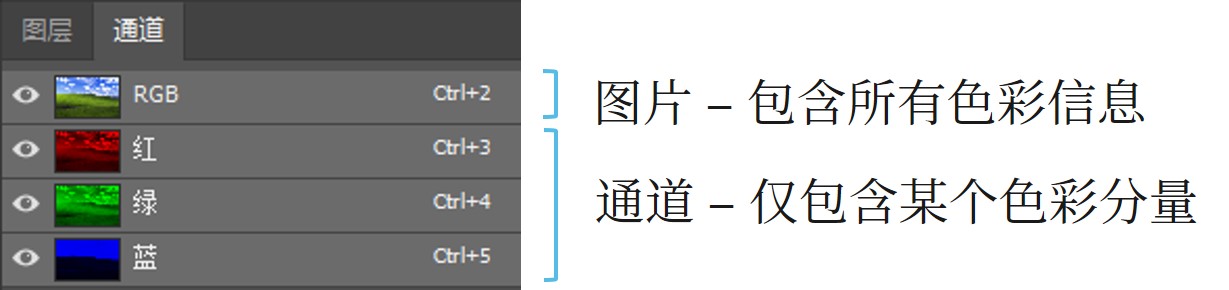 图层 通道
RGB Ctrl+2
红 Ctrl+3
绿 Ctrl+4
蓝 Ctrl+5
图片 – 包含所有色彩信息
通道 – 仅包含某个色彩分量